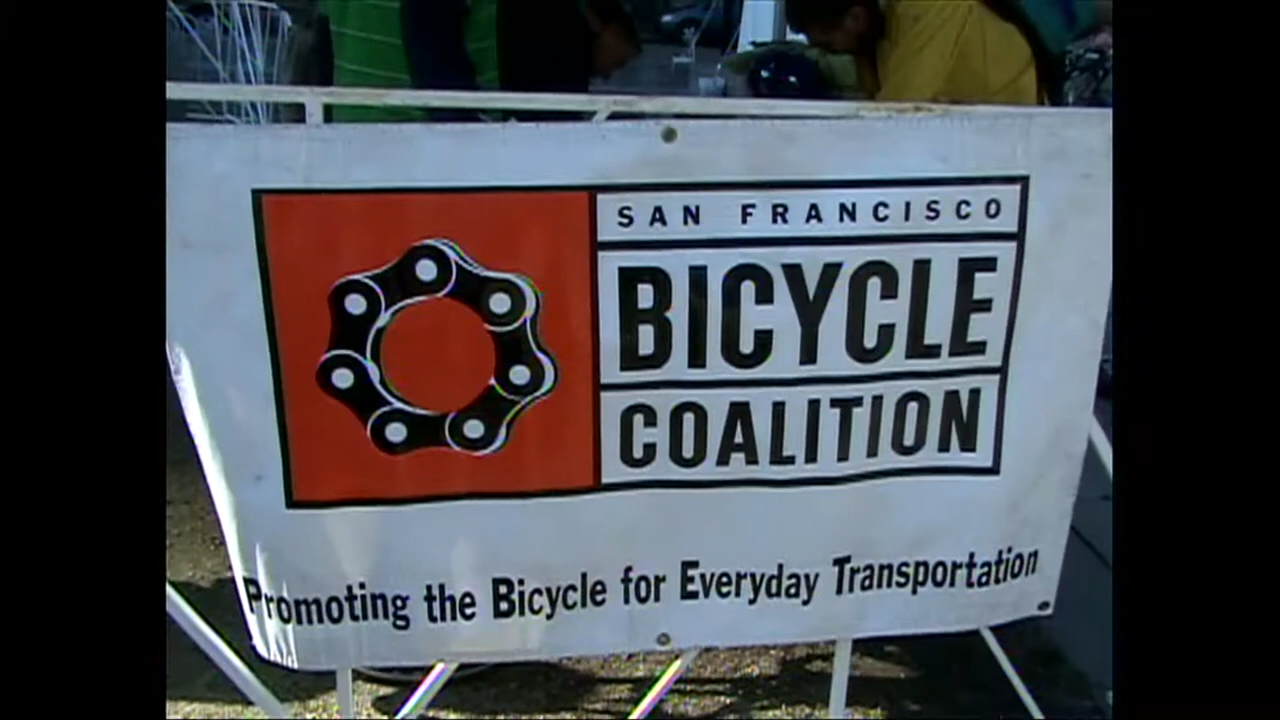 SAN FRANCISCO
BICYCLE
COALITION
Promoting the Bicycle for Everyday Transportation